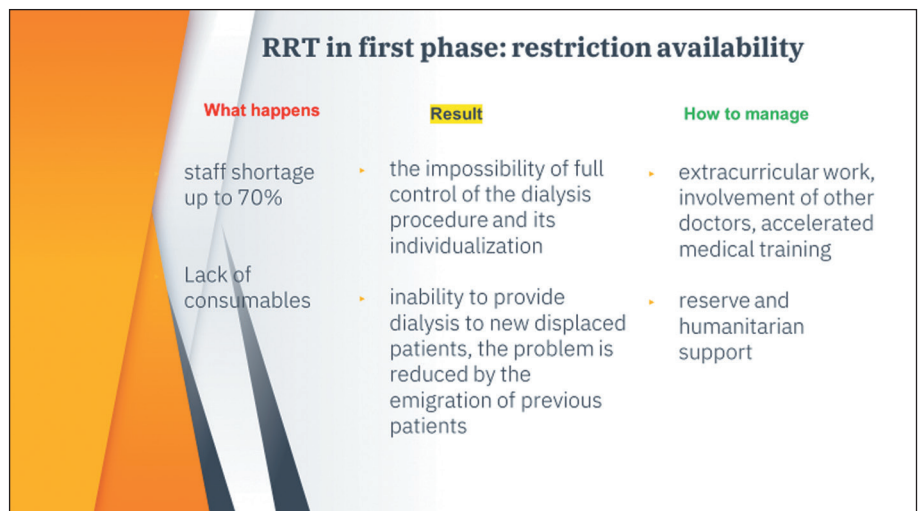 RRT in first phase: restriction availability
What happens
Result
How to manage
staff shortage
up to 70%
the impossibility of full
control of the dialysis
procedure and its
individualization
extracurricular work,
involvement of other
doctors, accelerated
medical training
Lack of
consumables
inability to provide
dialysis to new displaced
patients, the problem is
reduced by the
emigration of previous
patients
reserve and
humanitarian
support